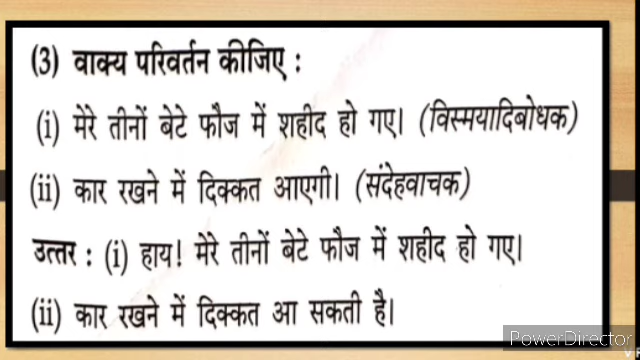 (3) वाक्य परिवर्तन कीजिए :
(i) मेरे तीनों बेटे फौज में शहीद हो गए। (विस्मयादिबोधक)
(ii) कार रखने में दिक्कत आएगी। (संदेहवाचक)
उत्तर : (i) हाय! मेरे तीनों बेटे फौज में शहीद हो गए।
(ii) कार रखने में दिक्कत आ सकती है।
PowerDirector